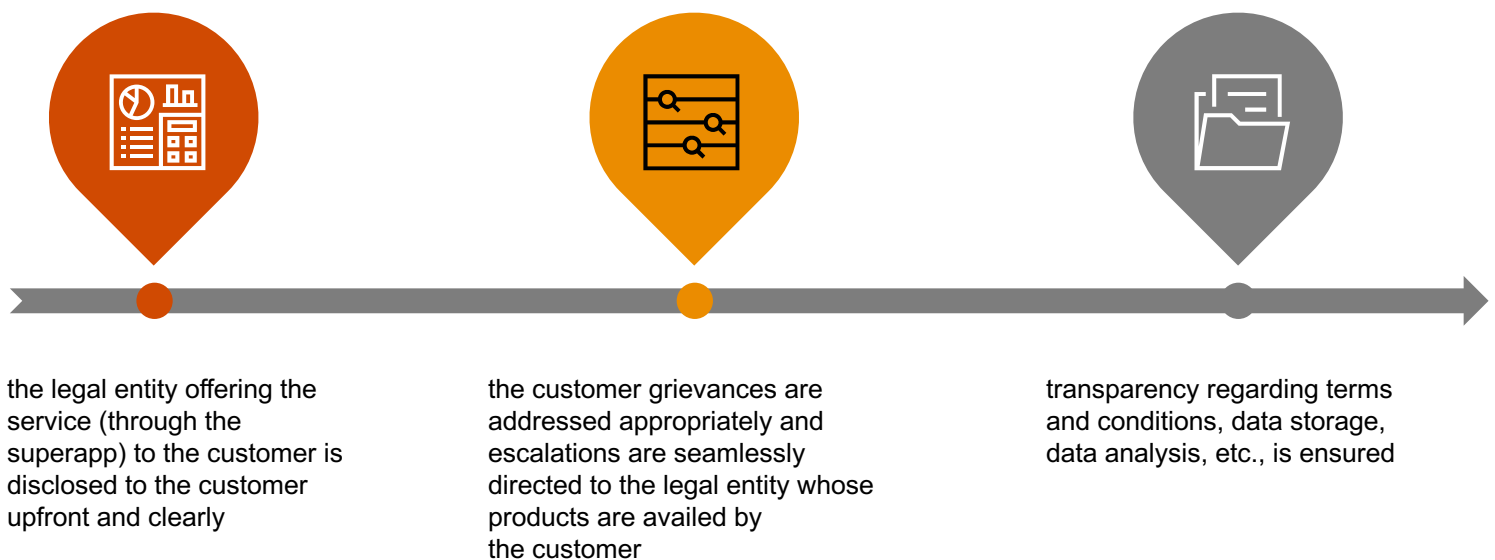 the legal entity offering the
service (through the
superapp) to the customer is
disclosed to the customer
upfront and clearly
the customer grievances are
addressed appropriately and
escalations are seamlessly
directed to the legal entity whose
products are availed by
the customer
transparency regarding terms
and conditions, data storage,
data analysis, etc., is ensured